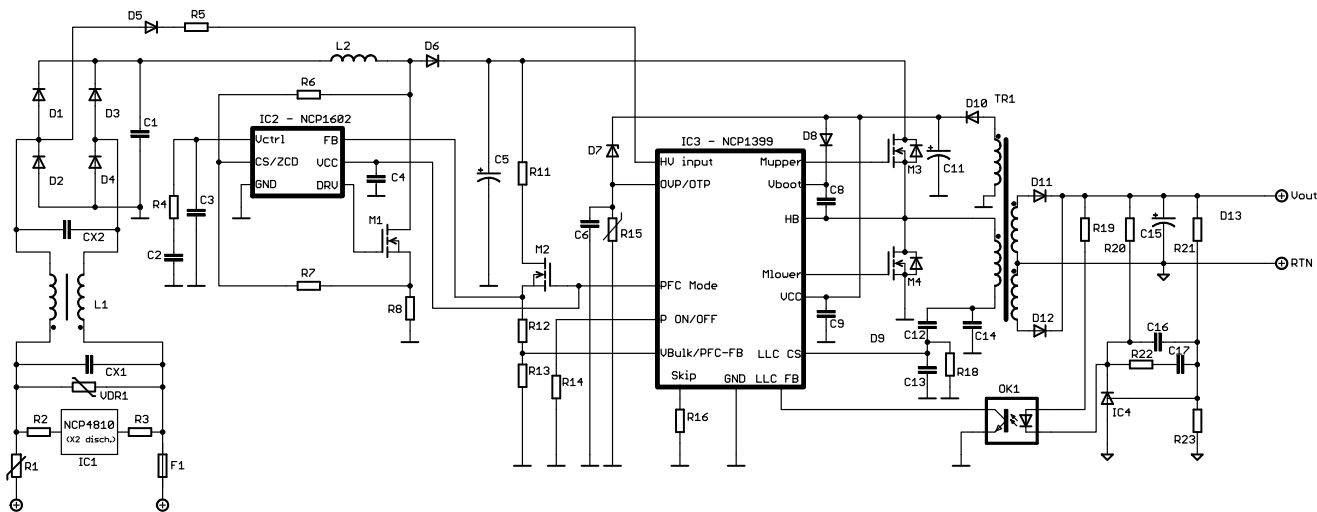 D5
R5
L2
D6
D1
D3
C1
R6
IC2 - NCP1602
Vctrl
FB
CS/ZCD
VCC
GND
DRV
C4
C5
R11
D2
D4
R4
C3
C2
CX2
L1
M1
R7
R8
CX1
VDR1
R2
NCP4810
(X2 disch.)
R3
IC1
R1
F1
M2
R12
R13
R14
D7
C6
R15
IC3 - NCP1399
HV input
Mupper
OVP/OTP
Vboot
HB
Mlower
PFC Mode
VCC
P ON/OFF
VBulk/PFC-FB
LLC CS
Skip
GND
LLC FB
R16
D8
C8
C9
M3
C11
D10
TR1
M4
D9
C12
C14
C13
R18
OK1
D11
D12
R19
R20
C15
R21
D13
Vout
RTN
C16
R22
C17
IC4
R23